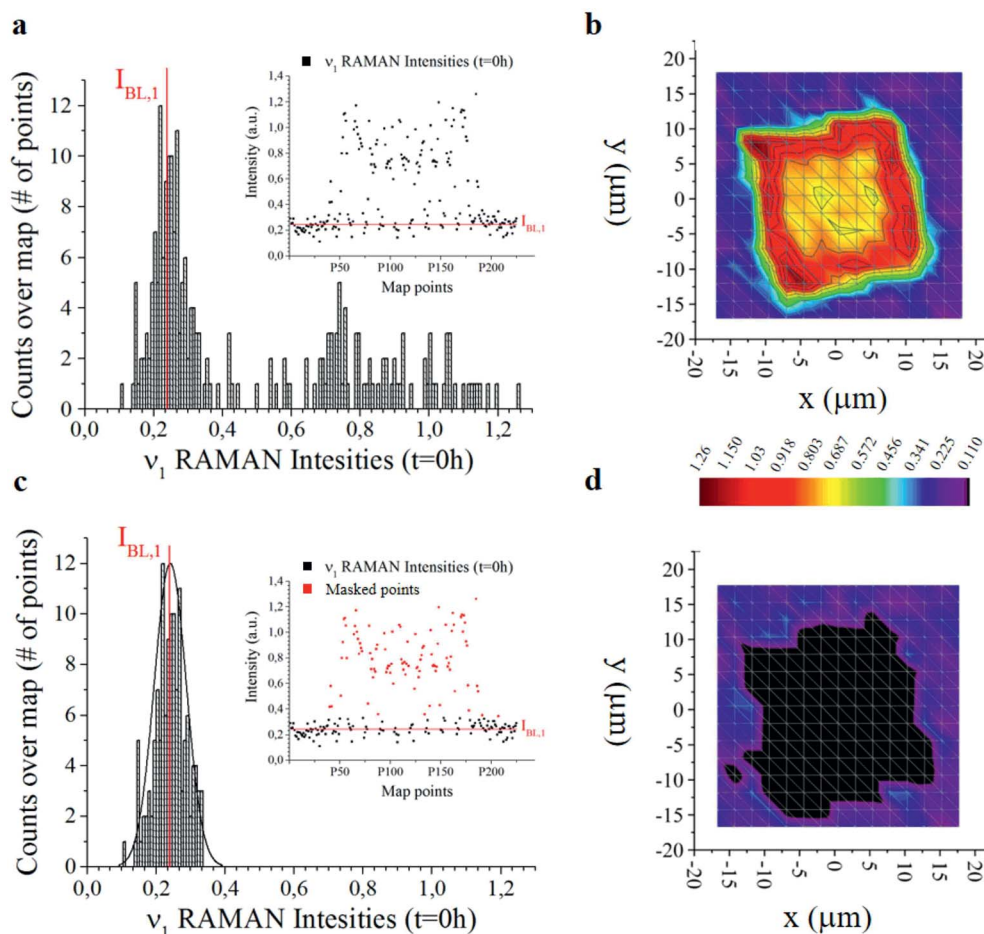 a
I_BL,1
Counts over map (# of points)
12
10
8
6
4
2
0
0,0 0,2 0,4 0,6 0,8 1,0 1,2
ν₁ RAMAN Intesities (t=0h)
ν₁ RAMAN Intensities (t=0h)
Intensity (a.u.)
1,4
1,2
1,0
0,8
0,6
0,4
0,2
0,0
I_BL,1
P50 P100 P150 P200
Map points
b
y (μm)
20
15
10
5
0
-5
-10
-15
-20
-20 -15 -10 -5 0 5 10 15 20
x (μm)
1.26 1.150 1.03 0.918 0.803 0.687 0.572 0.456 0.341 0.225 0.110
c
I_BL,1
Counts over map (# of points)
12
10
8
6
4
2
0
0,0 0,2 0,4 0,6 0,8 1,0 1,2
ν₁ RAMAN Intesities (t=0h)
ν₁ RAMAN Intensities (t=0h)
Masked points
Intensity (a.u.)
1,4
1,2
1,0
0,8
0,6
0,4
0,2
0,0
I_BL,1
P50 P100 P150 P200
Map points
d
y (μm)
20
15
10
5
0
-5
-10
-15
-20
-20 -15 -10 -5 0 5 10 15 20
x (μm)